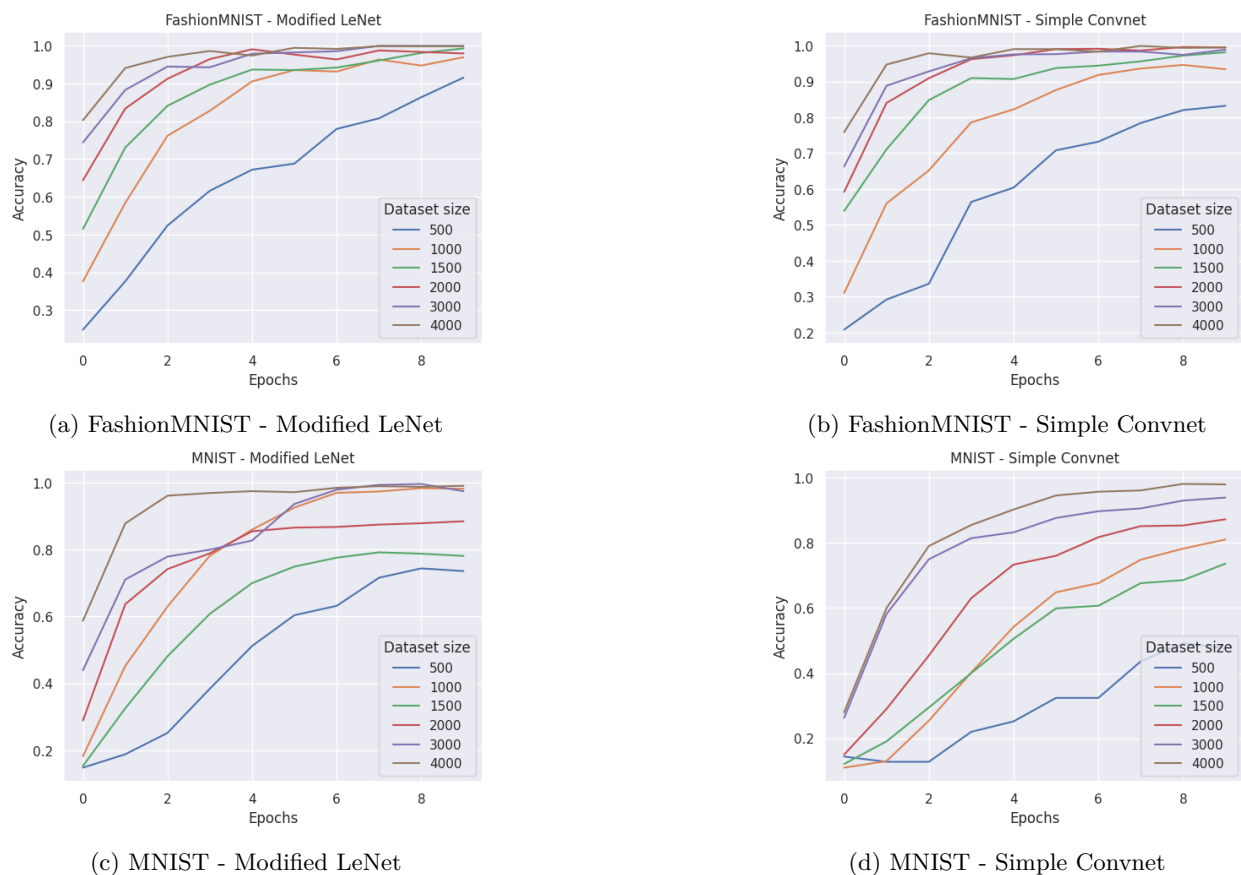 FashionMNIST - Modified LeNet
1.0
0.9
0.8
0.7
0.6
0.5
0.4
0.3
Accuracy
Dataset size
500
1000
1500
2000
3000
4000
0 2 4 6 8
Epochs
(a) FashionMNIST - Modified LeNet
FashionMNIST - Simple Convnet
1.0
0.9
0.8
0.7
0.6
0.5
0.4
0.3
0.2
Accuracy
Dataset size
500
1000
1500
2000
3000
4000
0 2 4 6 8
Epochs
(b) FashionMNIST - Simple Convnet
MNIST - Modified LeNet
1.0
0.8
0.6
0.4
0.2
Accuracy
Dataset size
500
1000
1500
2000
3000
4000
0 2 4 6 8
Epochs
(c) MNIST - Modified LeNet
MNIST - Simple Convnet
1.0
0.8
0.6
0.4
0.2
Accuracy
Dataset size
500
1000
1500
2000
3000
4000
0 2 4 6 8
Epochs
(d) MNIST - Simple Convnet